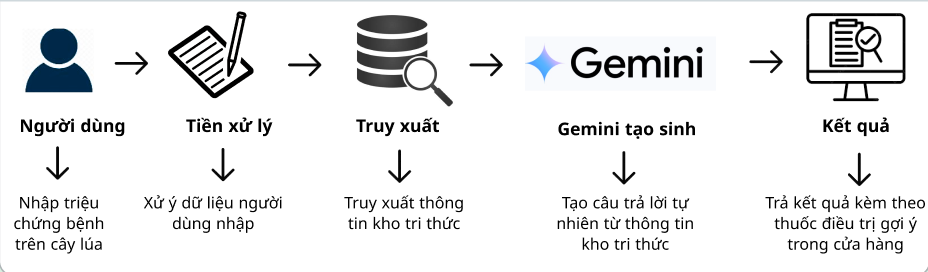 Gemini
Người dùng
Tiền xử lý
Truy xuất
Gemini tạo sinh
Kết quả
Nhập triệu
chứng bệnh
trên cây lúa
Xử ý dữ liệu người
dùng nhập
Truy xuất thông
tin kho tri thức
Tạo câu trả lời tự
nhiên từ thông tin
kho tri thức
Trả kết quả kèm theo
thuốc điều trị gợi ý
trong cửa hàng